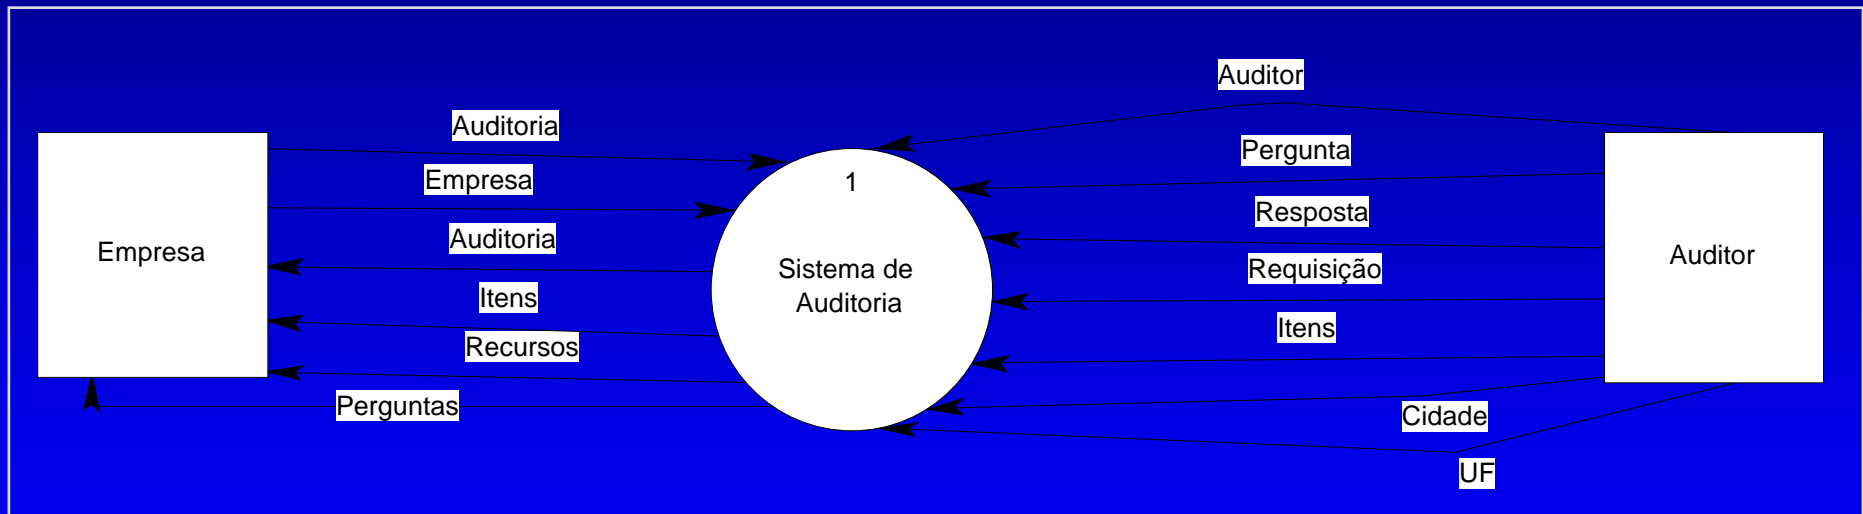 Auditor
Auditoria
Pergunta
Empresa
1
Resposta
Auditoria
Empresa
Sistema de
Auditoria
Auditor
Requisição
Itens
Itens
Recursos
Perguntas
Cidade
UF